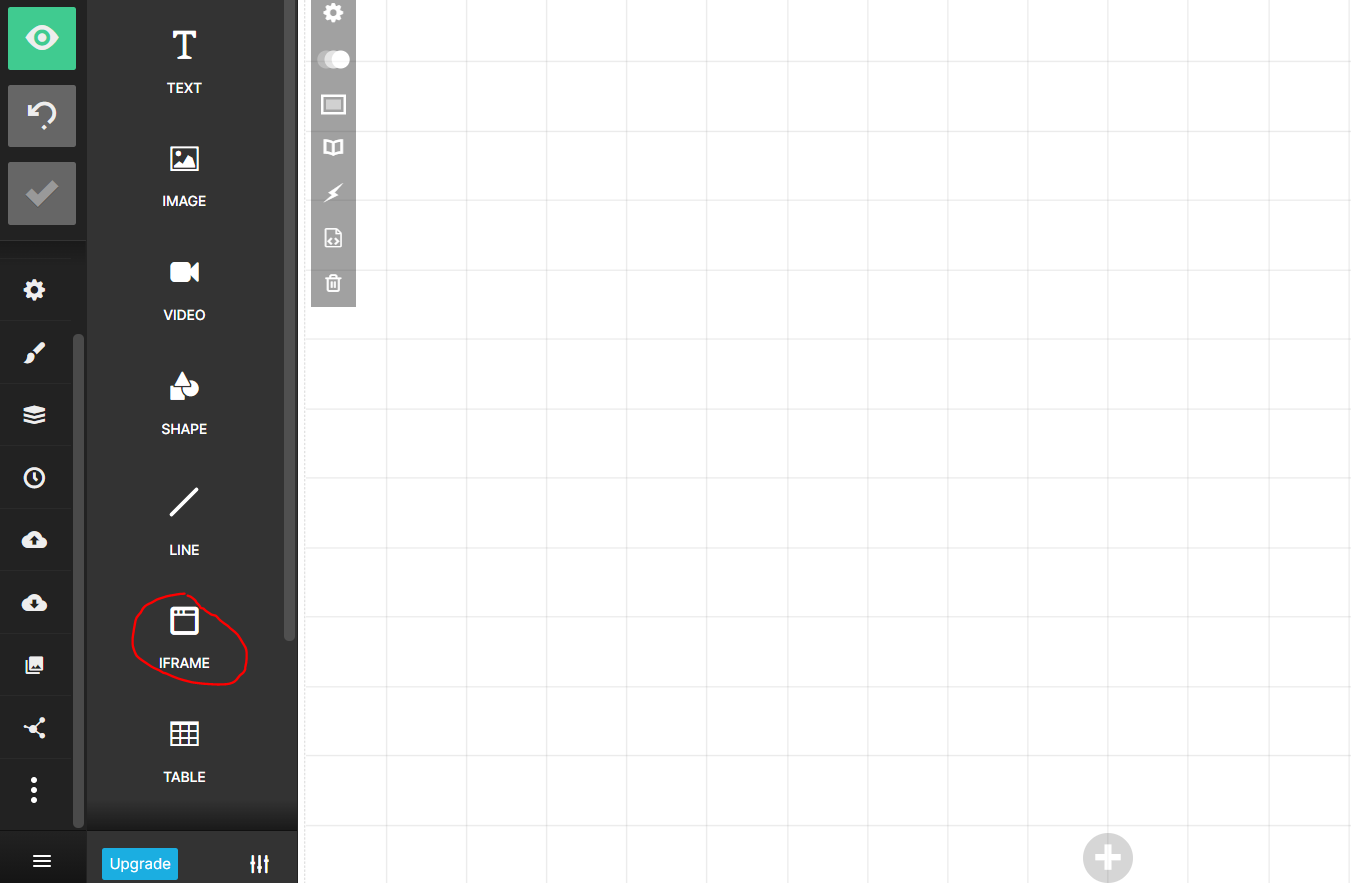 TEXT
IMAGE
VIDEO
SHAPE
LINE
IFRAME
TABLE
Upgrade